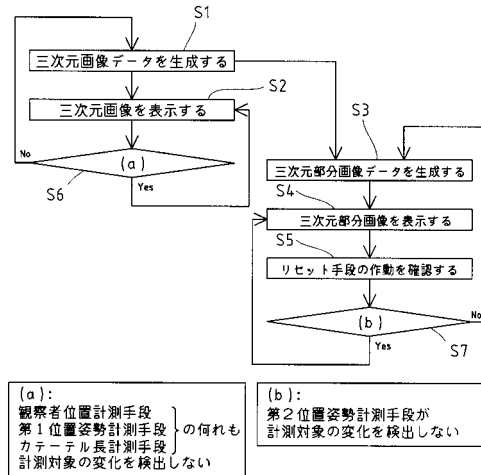 S1
三次元画像データを生成する
S2
三次元画像を表示する
No
(a)
S6
Yes
S3
三次元部分画像データを生成する
S4
三次元部分画像を表示する
S5
リセット手段の作動を確認する
(b)
No
S7
Yes
(a):
観察者位置計測手段
第1位置姿勢計測手段
カテーテル長計測手段
の何れも
計測対象の変化を検出しない
(b):
第2位置姿勢計測手段が
計測対象の変化を検出しない